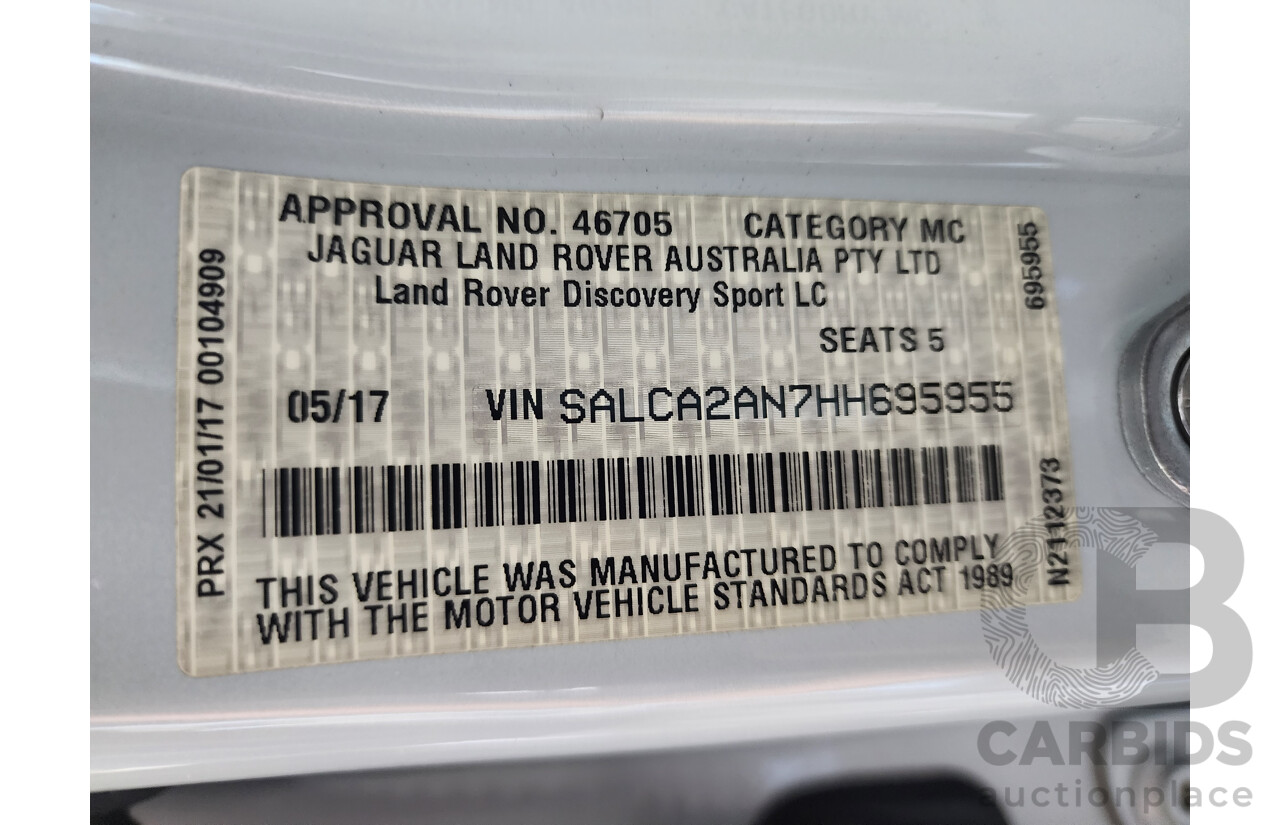 APPROVAL NO. 46705 CATEGORY MC
JAGUAR LAND ROVER AUSTRALIA PTY LTD
Land Rover Discovery Sport LC
SEATS 5
05/17 VIN SALCA2AN7HH695955
THIS VEHICLE WAS MANUFACTURED TO COMPLY
WITH THE MOTOR VEHICLE STANDARDS ACT 1989
PRX 21/01/17 00104909
695955
N2112373
CB
CARBIDS
auctionplace